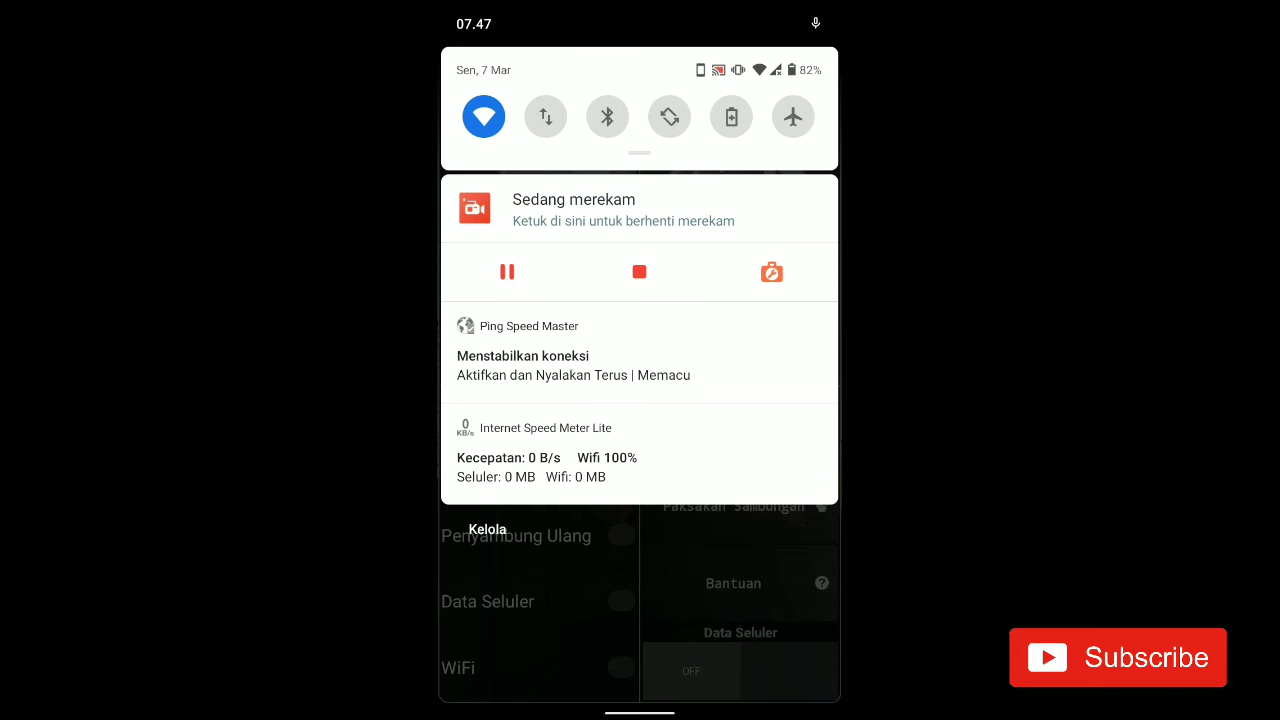 07.47
Sen, 7 Mar
82%
Sedang merekam
Ketuk di sini untuk berhenti merekam
Ping Speed Master
Menstabilkan koneksi
Aktifkan dan Nyalakan Terus | Memacu
0 KB/s Internet Speed Meter Lite
Kecepatan: 0 B/s Wifi 100%
Seluler: 0 MB Wifi: 0 MB
Paksakan Sambungan
Kelola
Penyambung Ulang
Bantuan
Data Seluler
Data Seluler
WiFi
OFF
Subscribe